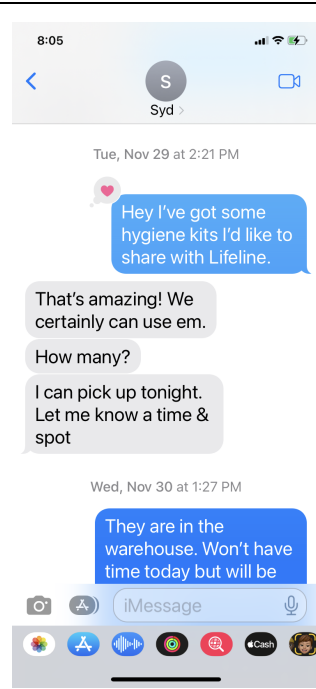 8:05
S
Syd >
Tue, Nov 29 at 2:21 PM
Hey I've got some
hygiene kits I'd like to
share with Lifeline.
That's amazing! We
certainly can use em.
How many?
I can pick up tonight.
Let me know a time &
spot
Wed, Nov 30 at 1:27 PM
They are in the
warehouse. Won't have
time today but will be
iMessage
Cash